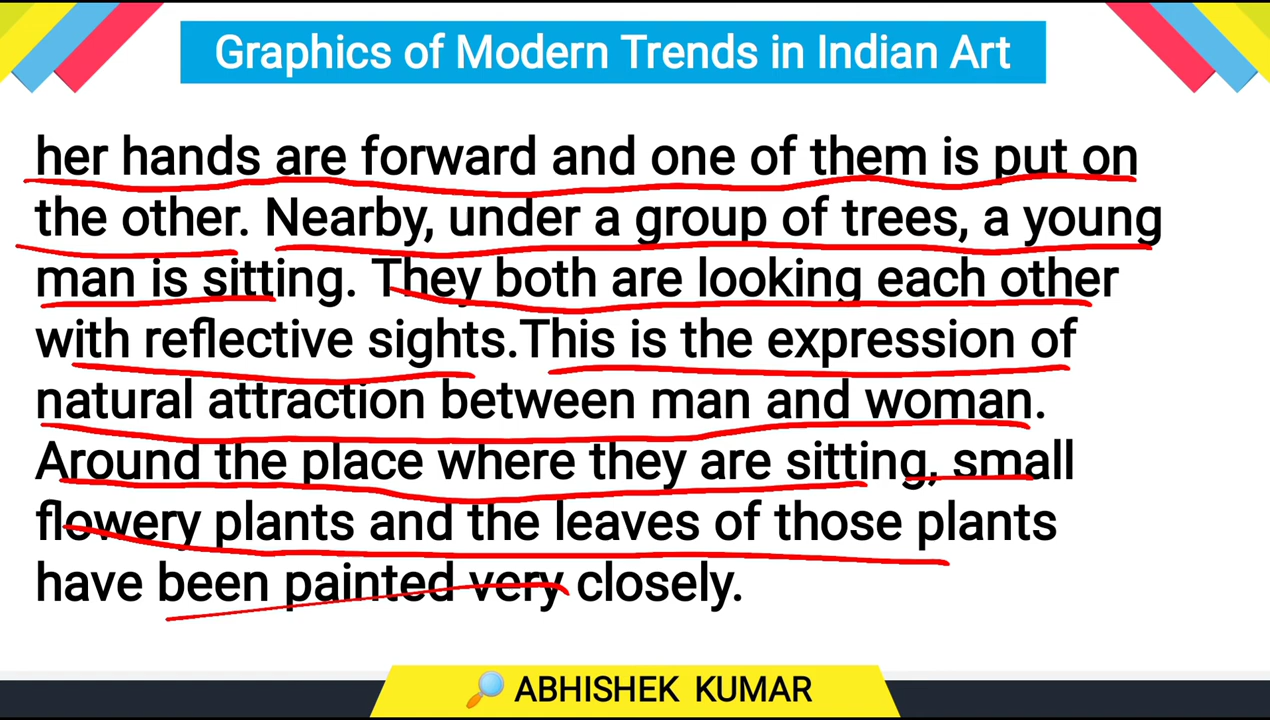 Graphics of Modern Trends in Indian Art
her hands are forward and one of them is put on
the other. Nearby, under a group of trees, a young
man is sitting. They both are looking each other
with reflective sights.This is the expression of
natural attraction between man and woman.
Around the place where they are sitting, small
flowery plants and the leaves of those plants
have been painted very closely.
ABHISHEK KUMAR